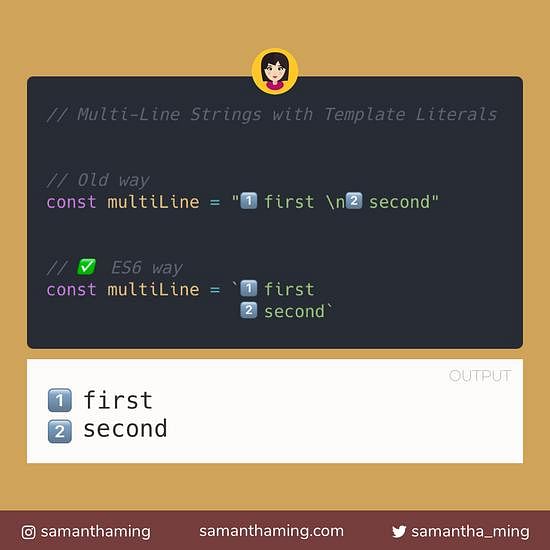 // Multi-Line Strings with Template Literals
// Old way
const multiLine = "1️⃣ first \n2️⃣ second"
// ✅ ES6 way
const multiLine = `1️⃣ first
2️⃣ second`
OUTPUT
1️⃣ first
2️⃣ second
samanthaming samanthaming.com samantha_ming